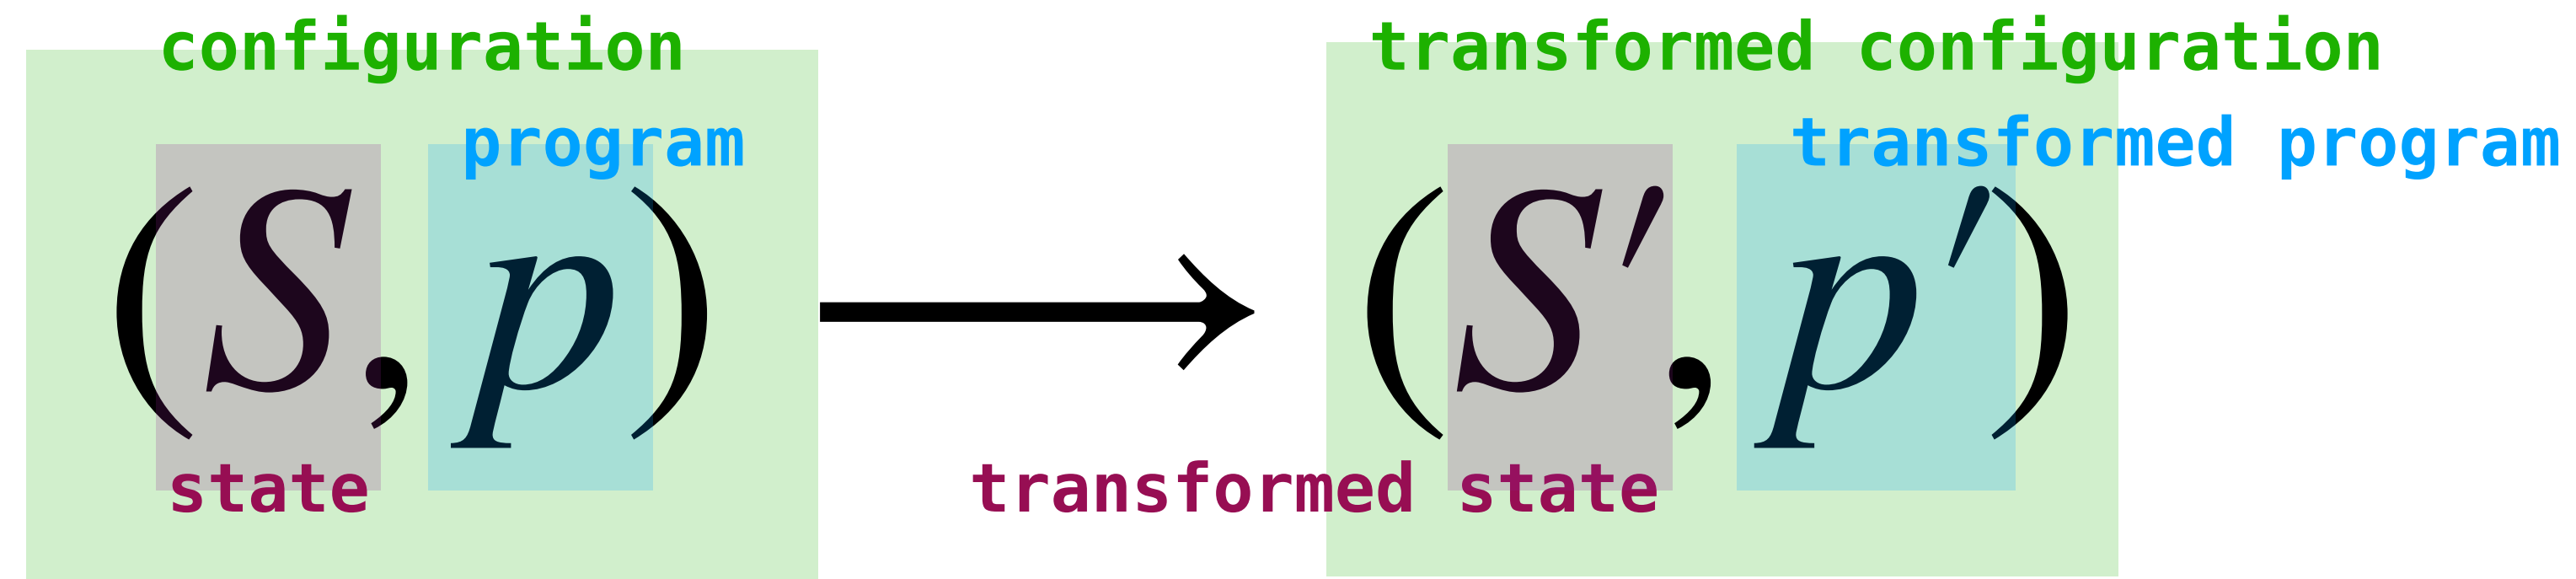 configuration
transformed configuration
program
transformed program
(S, p) → (S′, p′)
state
transformed state